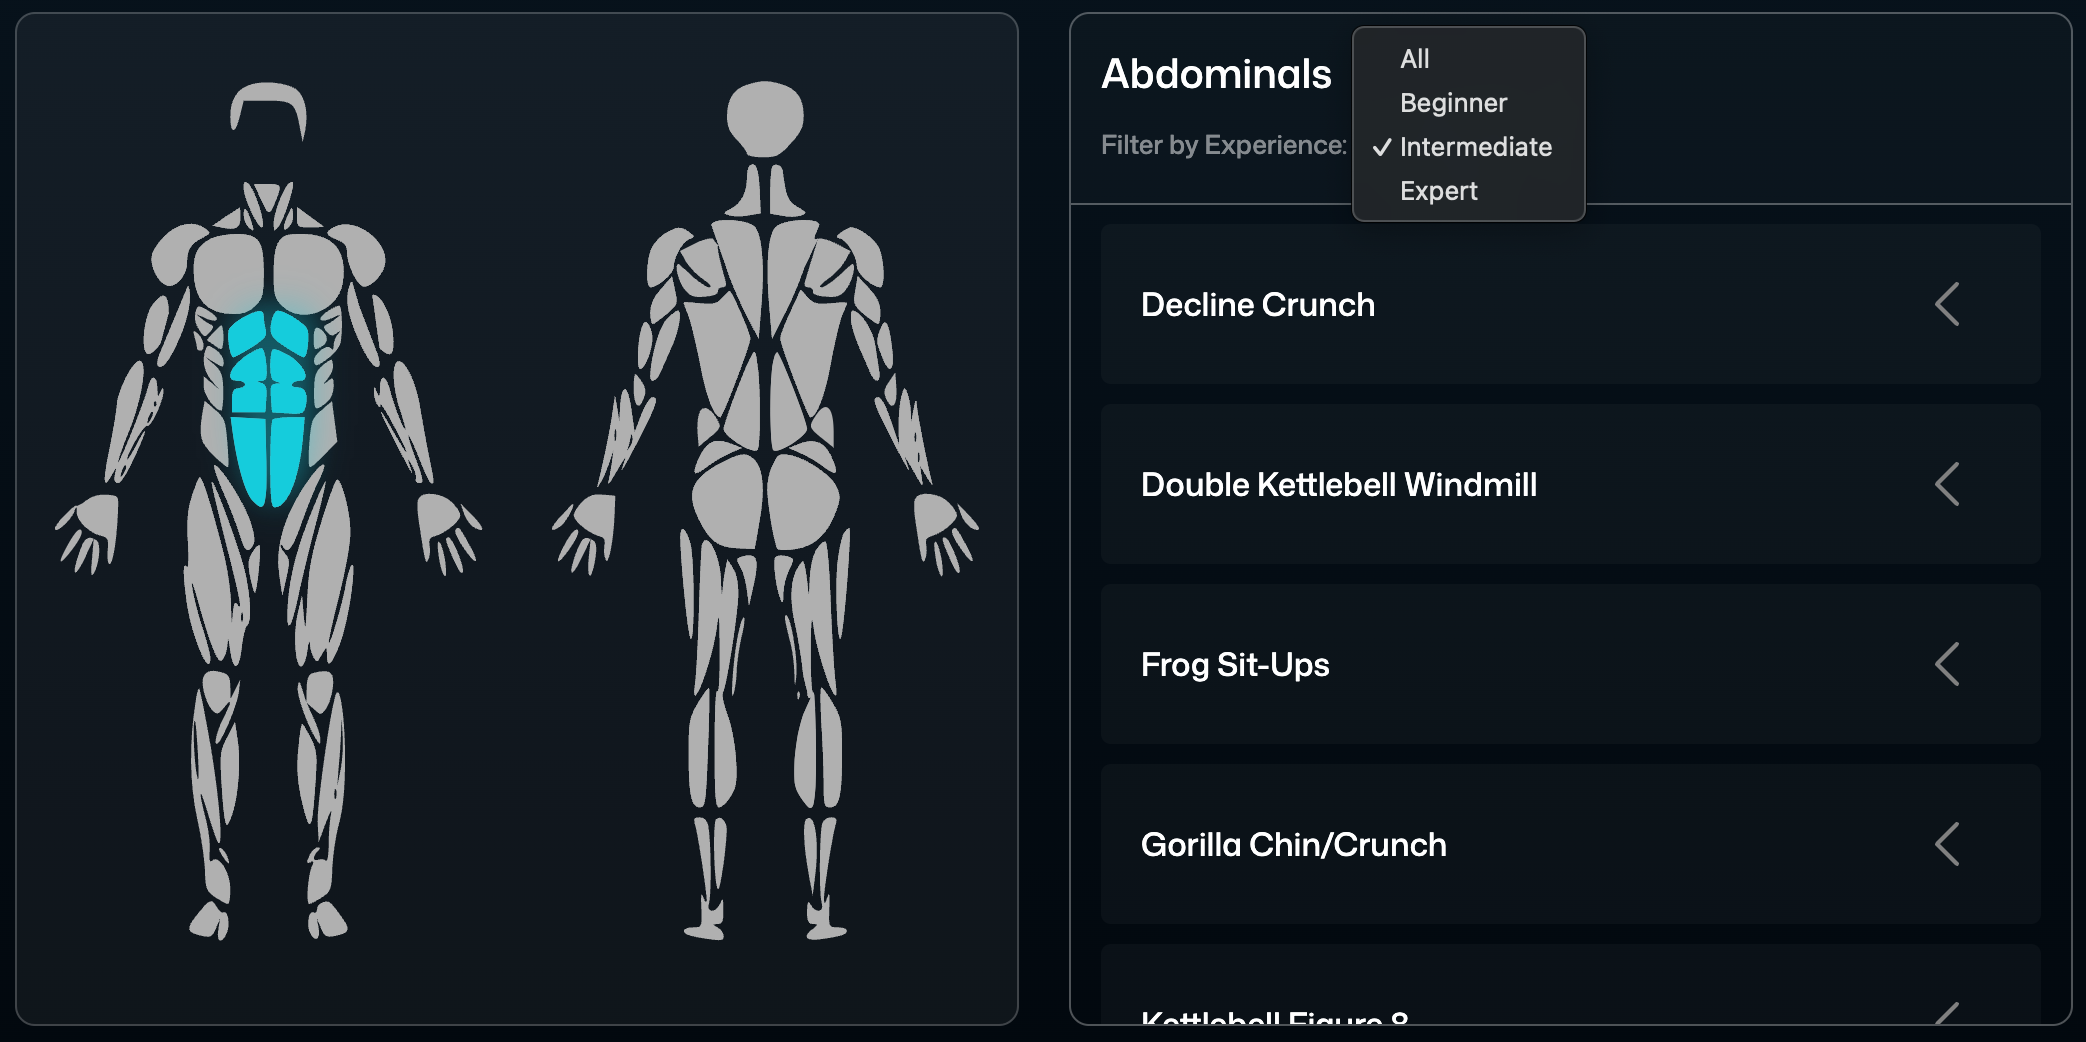 Abdominals
Filter by Experience:
All
Beginner
✓ Intermediate
Expert
Decline Crunch
Double Kettlebell Windmill
Frog Sit-Ups
Gorilla Chin/Crunch
Kettlebell Figure 8